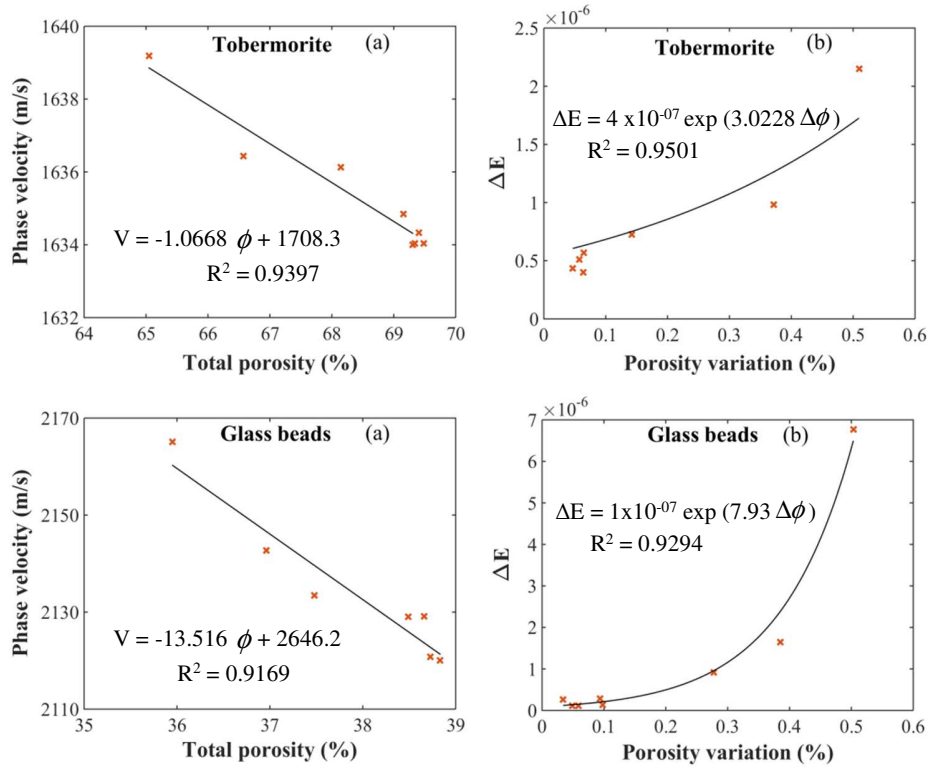 Tobermorite (a)
1640
1638
1636
1634
1632
64 65 66 67 68 69 70
Phase velocity (m/s)
Total porosity (%)
V = -1.0668 ϕ + 1708.3
R² = 0.9397
×10⁻⁶
Tobermorite (b)
2.5
2
1.5
1
0.5
0
0 0.1 0.2 0.3 0.4 0.5 0.6
ΔE
Porosity variation (%)
ΔE = 4 x10⁻⁰⁷ exp (3.0228 Δϕ)
R² = 0.9501
Glass beads (a)
2170
2150
2130
2110
35 36 37 38 39
Phase velocity (m/s)
Total porosity (%)
V = -13.516 ϕ + 2646.2
R² = 0.9169
×10⁻⁶
Glass beads (b)
7
6
5
4
3
2
1
0
0 0.1 0.2 0.3 0.4 0.5 0.6
ΔE
Porosity variation (%)
ΔE = 1x10⁻⁰⁷ exp (7.93 Δϕ)
R² = 0.9294